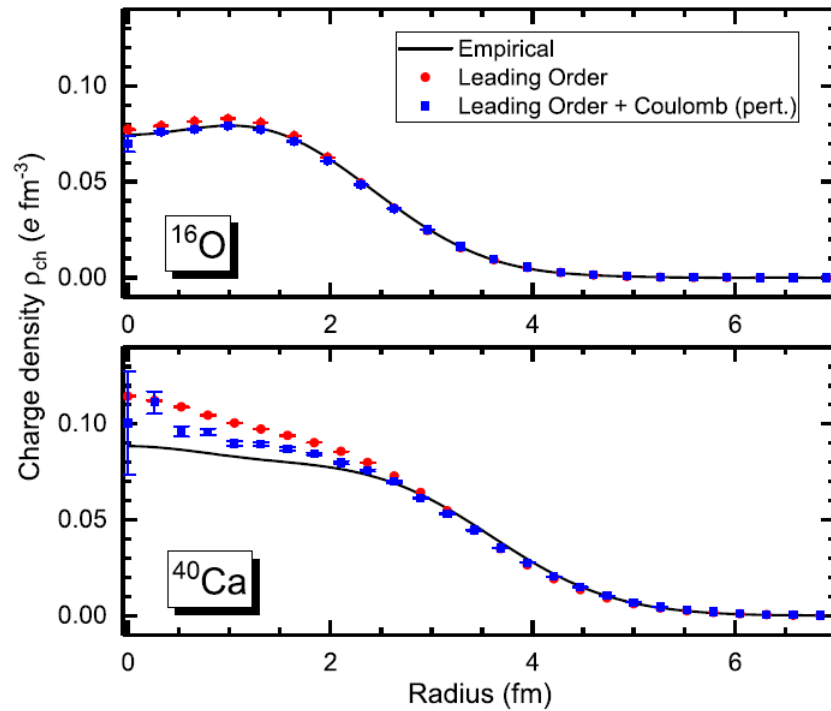 Empirical
Leading Order
Leading Order + Coulomb (pert.)
0.10
0.05
0.00
¹⁶O
0 2 4 6
0.10
0.05
0.00
⁴⁰Ca
0 2 4 6
Radius (fm)
Charge density ρ_ch (e fm⁻³)